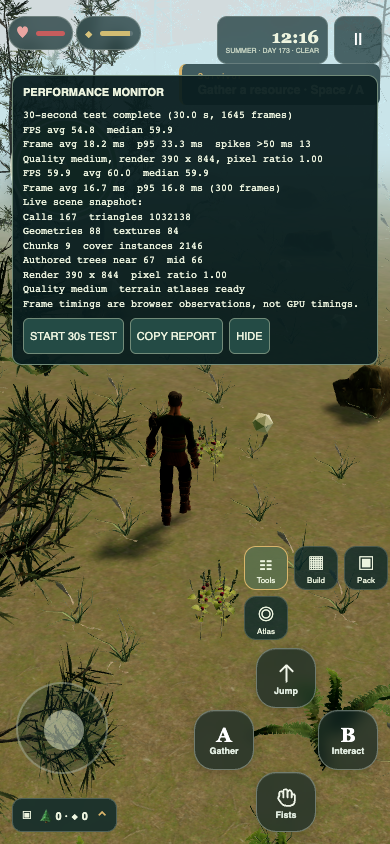 12:16
SUMMER · DAY 173 · CLEAR
Gather a resource · Space / A
PERFORMANCE MONITOR
30-second test complete (30.0 s, 1645 frames)
FPS avg 54.8 median 59.9
Frame avg 18.2 ms p95 33.3 ms spikes >50 ms 13
Quality medium, render 390 x 844, pixel ratio 1.00
FPS 59.9 avg 60.0 median 59.9
Frame avg 16.7 ms p95 16.8 ms (300 frames)
Live scene snapshot:
Calls 167 triangles 1032138
Geometries 88 textures 84
Chunks 9 cover instances 2146
Authored trees near 67 mid 66
Render 390 x 844 pixel ratio 1.00
Quality medium terrain atlases ready
Frame timings are browser observations, not GPU timings.
START 30s TEST COPY REPORT HIDE
Tools Build Pack
Atlas
Jump
A B
Gather Interact
Fists
0 · ◆ 0